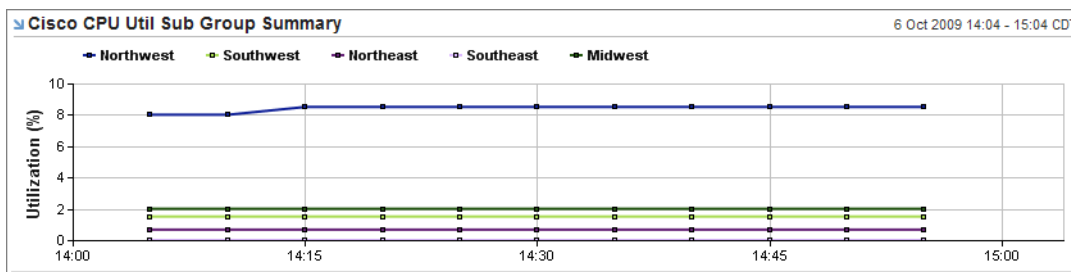 Cisco CPU Util Sub Group Summary
6 Oct 2009 14:04 - 15:04 CDT
Northwest Southwest Northeast Southeast Midwest
Utilization (%)
10
8
6
4
2
0
14:00 14:15 14:30 14:45 15:00